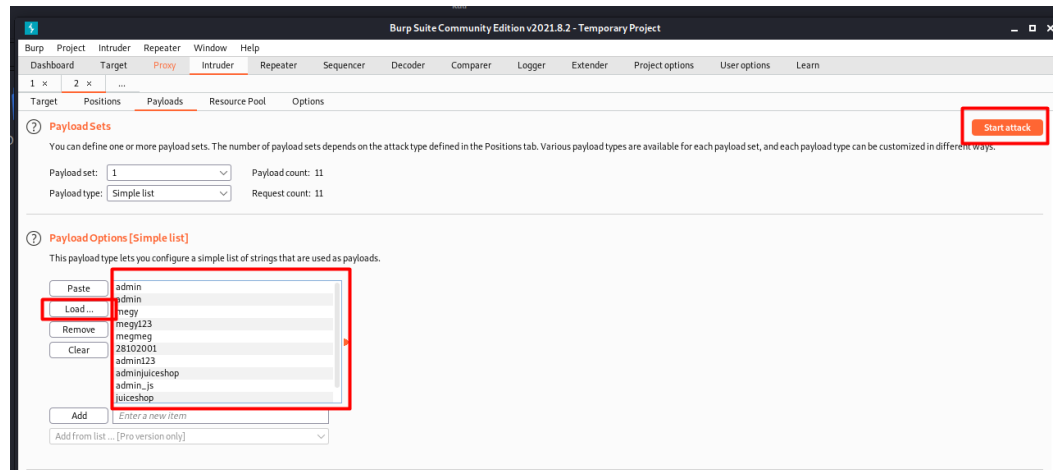 Burp Suite Community Edition v2021.8.2 - Temporary Project
Burp Project Intruder Repeater Window Help
Dashboard Target Proxy Intruder Repeater Sequencer Decoder Comparer Logger Extender Project options User options Learn
1 × 2 × ...
Target Positions Payloads Resource Pool Options
? Payload Sets
Start attack
You can define one or more payload sets. The number of payload sets depends on the attack type defined in the Positions tab. Various payload types are available for each payload set, and each payload type can be customized in different ways.
Payload set: 1 Payload count: 11
Payload type: Simple list Request count: 11
? Payload Options [Simple list]
This payload type lets you configure a simple list of strings that are used as payloads.
Paste admin
admin
Load ... megy
megy123
Remove megmeg
Clear 28102001
admin123
adminjuiceshop
admin_js
juiceshop
Add Enter a new item
Add from list ... [Pro version only]